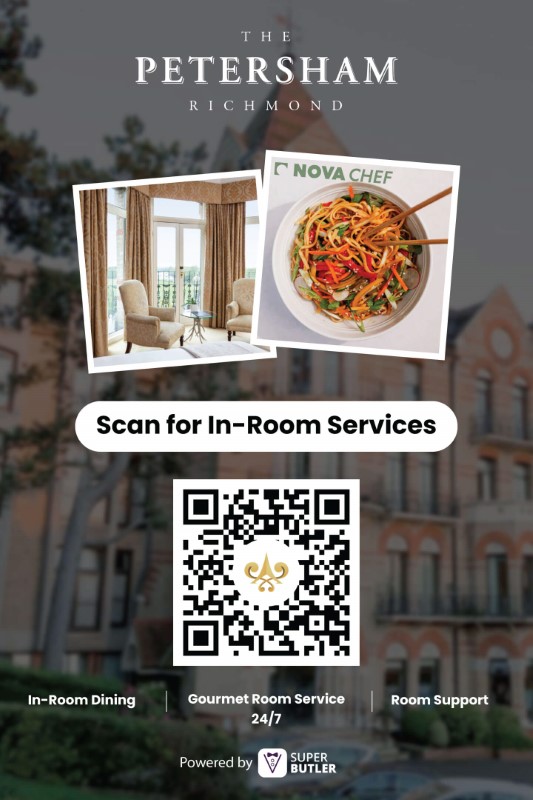 THE
PETERSHAM
RICHMOND
NOVA CHEF
Scan for In-Room Services
In-Room Dining
Gourmet Room Service
24/7
Room Support
Powered by
SUPER
BUTLER